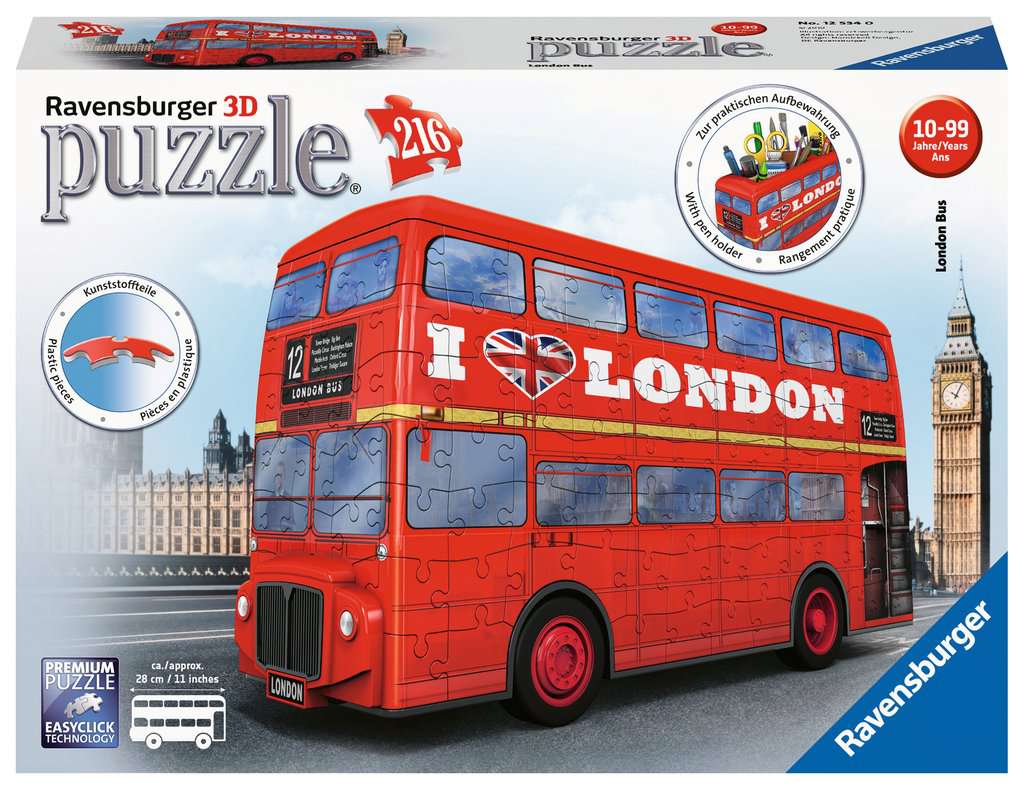 216
I LONDON
Ravensburger 3D
puzzle
London Bus
10-99
No. 12 534 0
Ravensburger
Ravensburger 3D
puzzle®
216
Zur praktischen Aufbewahrung
With pen holder
Rangement pratique
I LONDON
10-99
Jahre/Years
Ans
London Bus
Kunststoffteile
Plastic pieces
Pièces en plastique
12
LONDON BUS
I LONDON
12
LONDON
PREMIUM
PUZZLE
EASYCLICK
TECHNOLOGY
ca./approx.
28 cm / 11 inches
Ravensburger